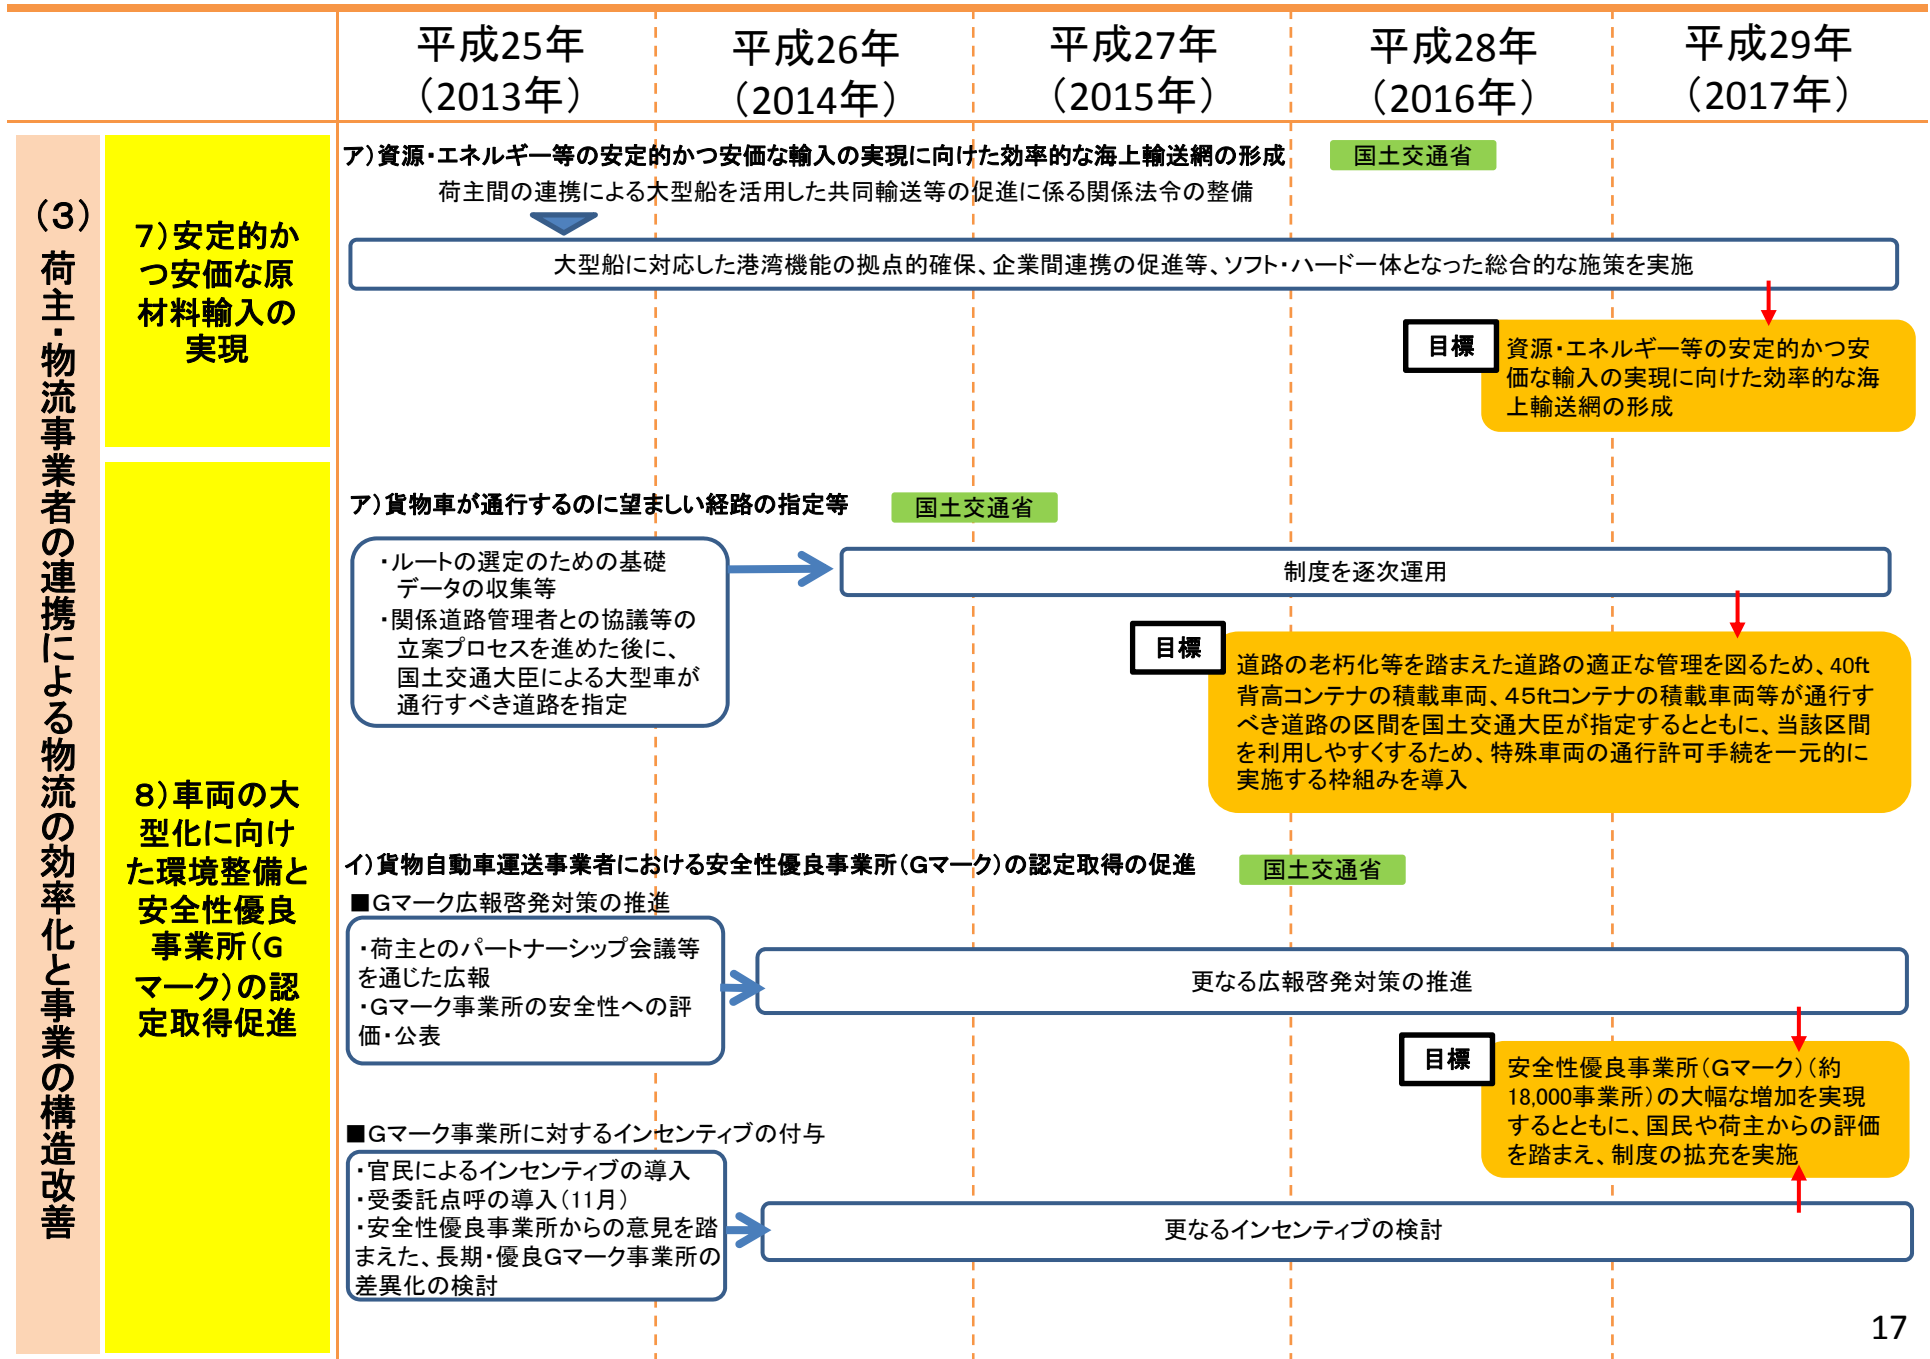 平成25年
（2013年）
平成26年
（2014年）
平成27年
（2015年）
平成28年
（2016年）
平成29年
（2017年）
（3）荷主・物流事業者の連携による物流の効率化と事業の構造改善
7）安定的か
つ安価な原
材料輸入の
実現
ア）資源・エネルギー等の安定的かつ安価な輸入の実現に向けた効率的な海上輸送網の形成
国土交通省
荷主間の連携による大型船を活用した共同輸送等の促進に係る関係法令の整備
大型船に対応した港湾機能の拠点的確保、企業間連携の促進等、ソフト・ハード一体となった総合的な施策を実施
目標
資源・エネルギー等の安定的かつ安
価な輸入の実現に向けた効率的な海
上輸送網の形成
8）車両の大
型化に向け
た環境整備と
安全性優良
事業所（G
マーク）の認
定取得促進
ア）貨物車が通行するのに望ましい経路の指定等
国土交通省
・ルートの選定のための基礎
データの収集等
・関係道路管理者との協議等の
立案プロセスを進めた後に、
国土交通大臣による大型車が
通行すべき道路を指定
制度を逐次運用
目標
道路の老朽化等を踏まえた道路の適正な管理を図るため、40ft
背高コンテナの積載車両、45ftコンテナの積載車両等が通行す
べき道路の区間を国土交通大臣が指定するとともに、当該区間
を利用しやすくするため、特殊車両の通行許可手続を一元的に
実施する枠組みを導入
イ）貨物自動車運送事業者における安全性優良事業所（Gマーク）の認定取得の促進
国土交通省
■Gマーク広報啓発対策の推進
・荷主とのパートナーシップ会議等
を通じた広報
・Gマーク事業所の安全性への評
価・公表
更なる広報啓発対策の推進
目標
安全性優良事業所（Gマーク）（約
18,000事業所）の大幅な増加を実現
するとともに、国民や荷主からの評価
を踏まえ、制度の拡充を実施
■Gマーク事業所に対するインセンティブの付与
・官民によるインセンティブの導入
・受委託点呼の導入（11月）
・安全性優良事業所からの意見を踏
まえた、長期・優良Gマーク事業所の
差異化の検討
更なるインセンティブの検討
17